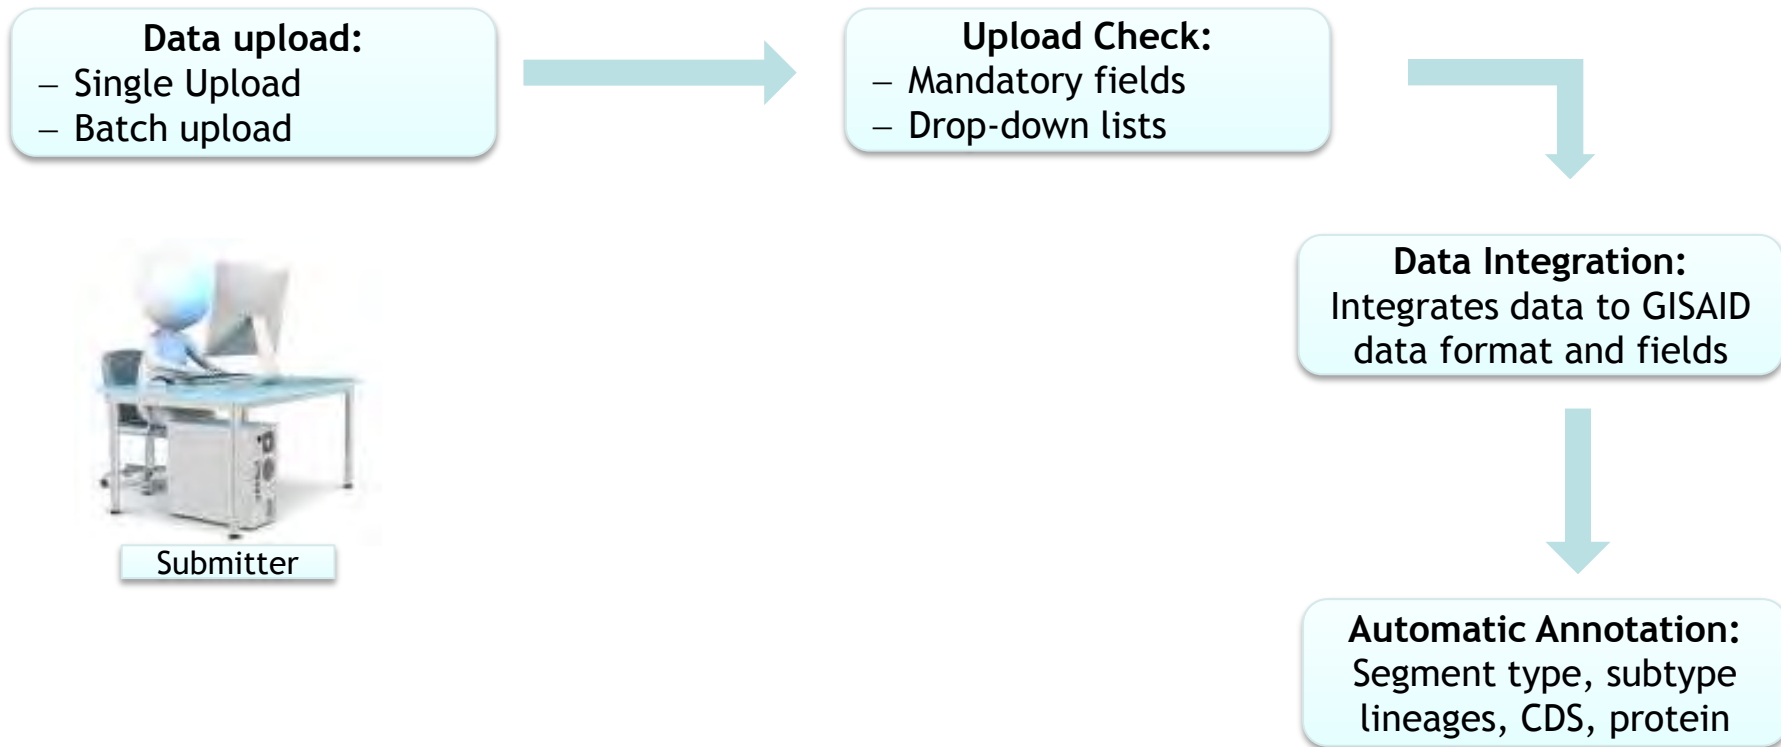 Data upload:
– Single Upload
– Batch upload
Upload Check:
– Mandatory fields
– Drop-down lists
Data Integration:
Integrates data to GISAID
data format and fields
Submitter
Automatic Annotation:
Segment type, subtype
lineages, CDS, protein